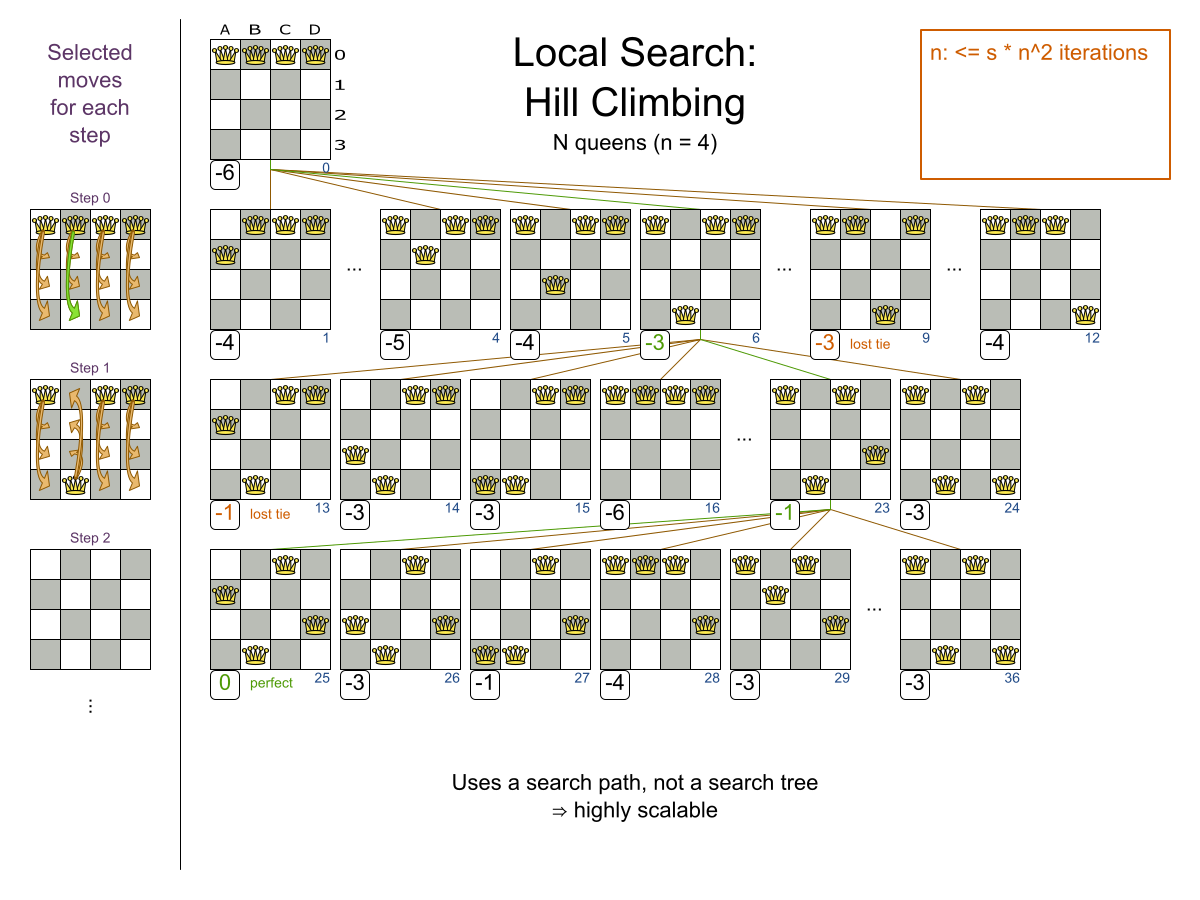 Selected
moves
for each
step
A B C D
0
1
2
3
Local Search:
Hill Climbing
N queens (n = 4)
n: <= s * n^2 iterations
-6
0
Step 0
...
...
...
-4
1
-5
4
-4
5
-3
6
-3
lost tie
9
-4
12
Step 1
...
-1
lost tie
13
-3
14
-3
15
-6
16
-1
23
-3
24
Step 2
...
0
perfect
25
-3
26
-1
27
-4
28
-3
29
-3
36
...
Uses a search path, not a search tree
⇒ highly scalable